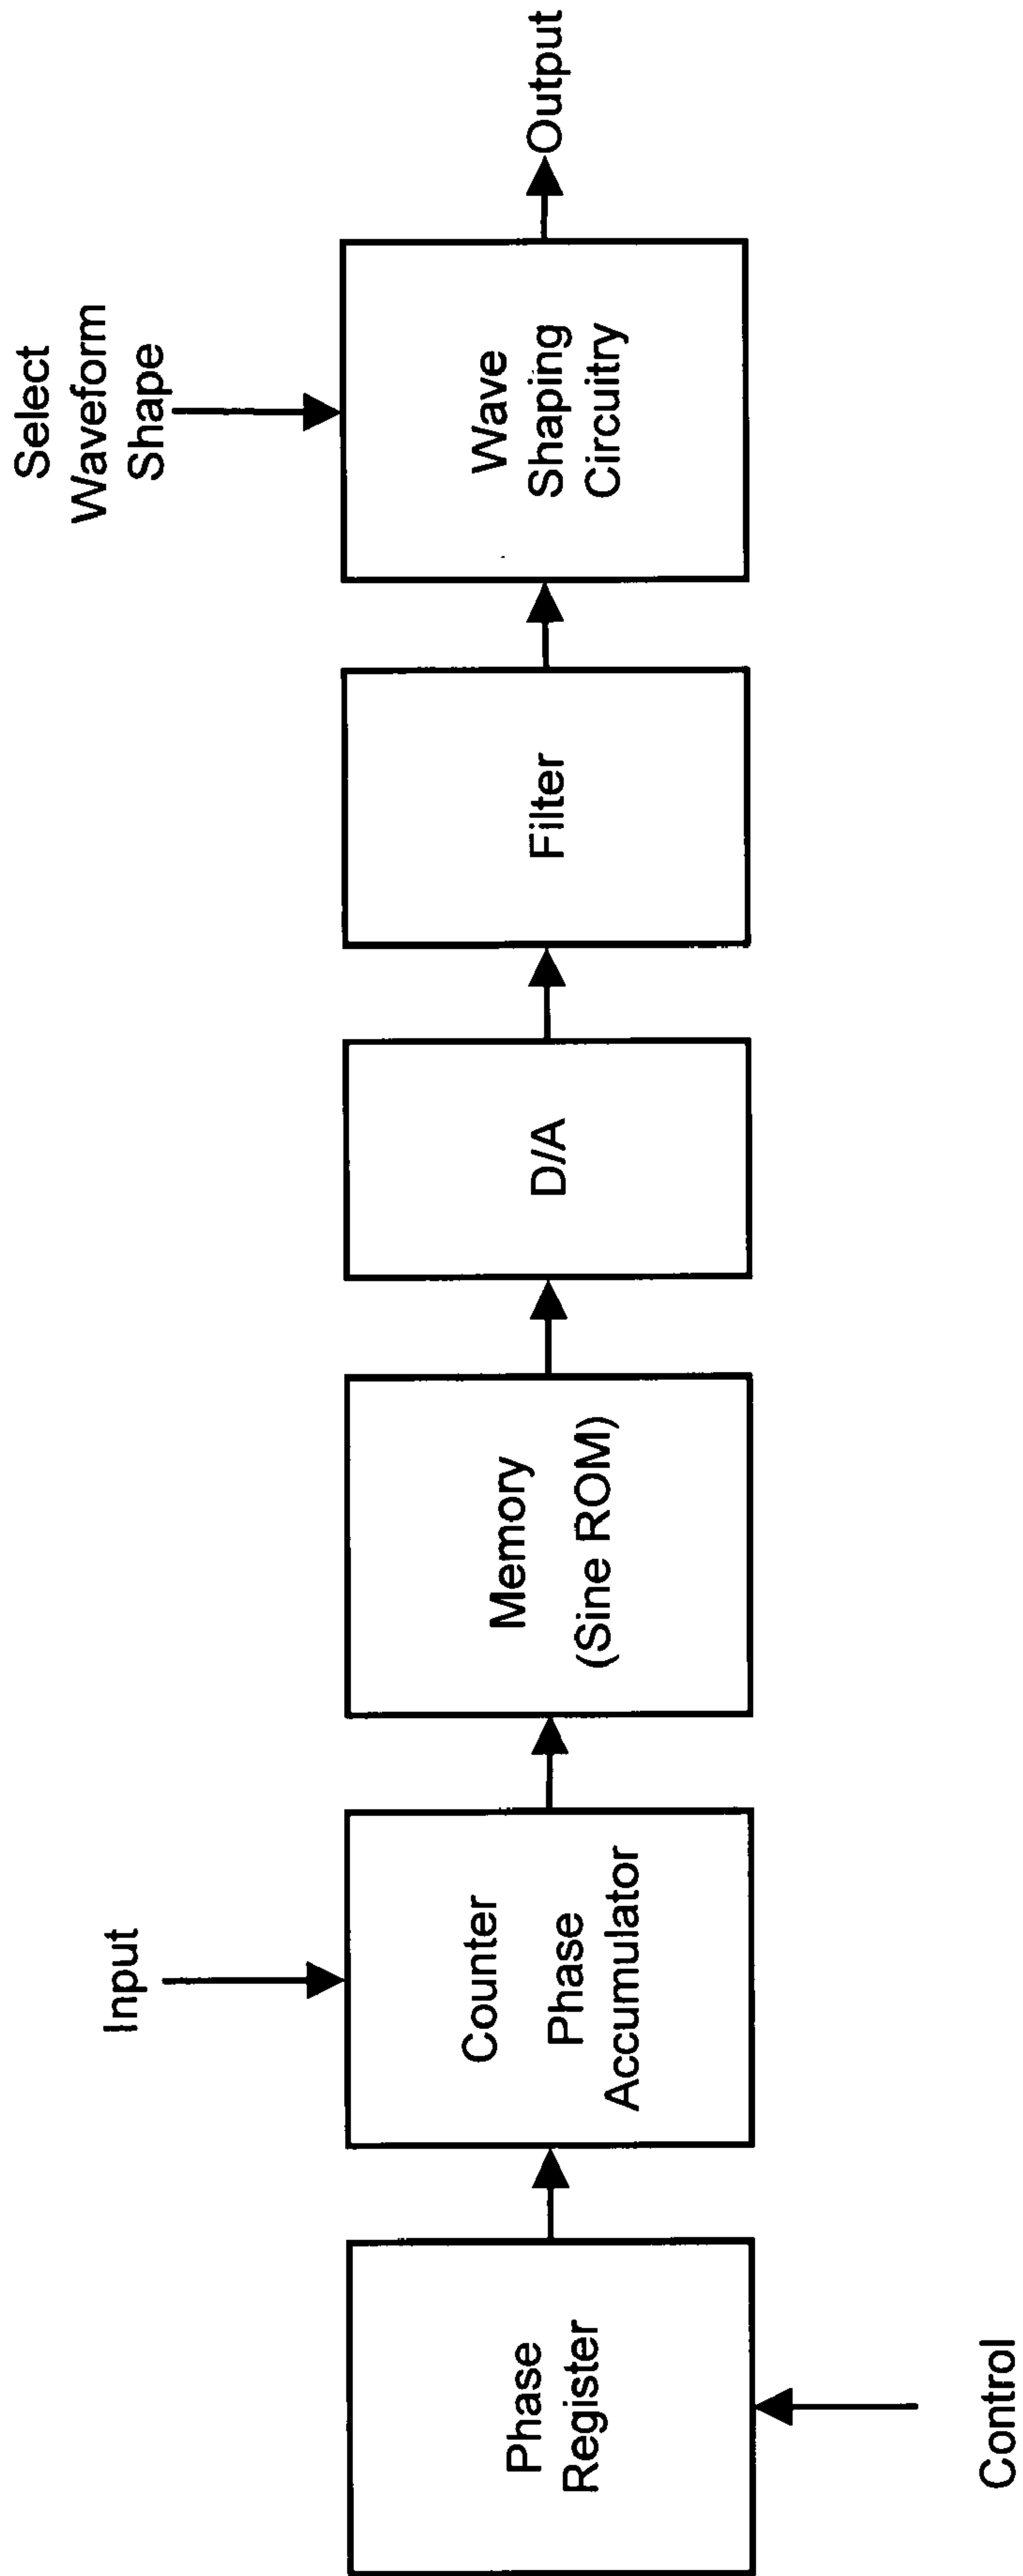 Control
Phase
Register
Input
Counter
Phase
Accumulator
Memory
(Sine ROM)
D/A
Filter
Select
Waveform
Shape
Wave
Shaping
Circuitry
Output